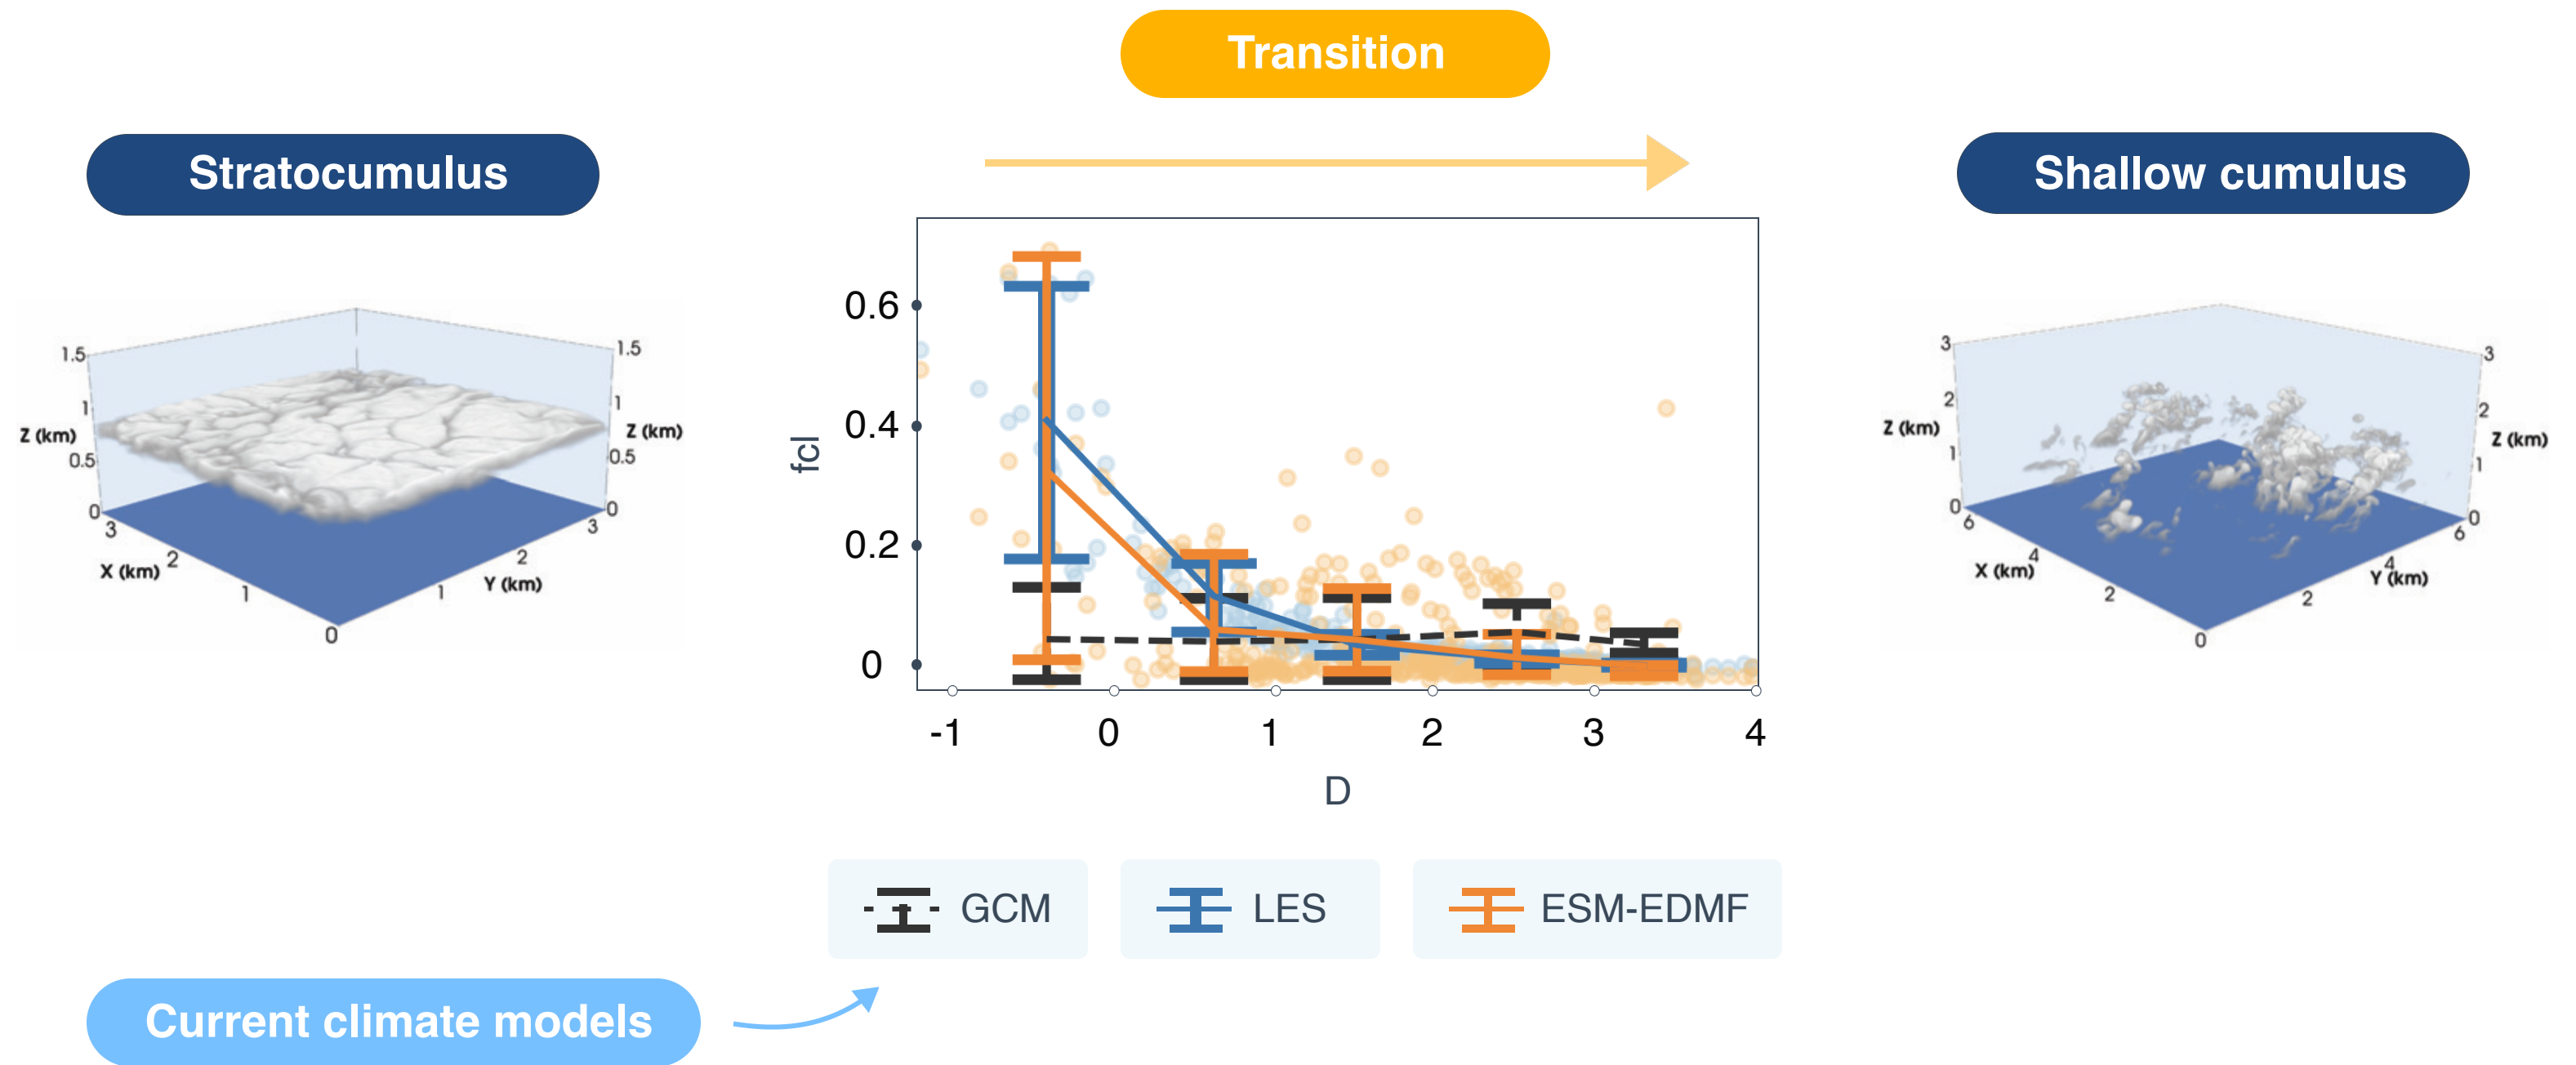 Transition
Stratocumulus
Shallow cumulus
1.5
1
Z (km)
0.5
0
3
X (km)
2
1
0
1.5
1
Z (km)
0.5
0
3
2
Y (km)
1
0.6
0.4
fcl
0.2
0
-1 0 1 2 3 4
D
3
2
Z (km)
1
0
6
4
X (km)
2
0
3
2
Z (km)
1
0
6
4
Y (km)
2
GCM
LES
ESM-EDMF
Current climate models